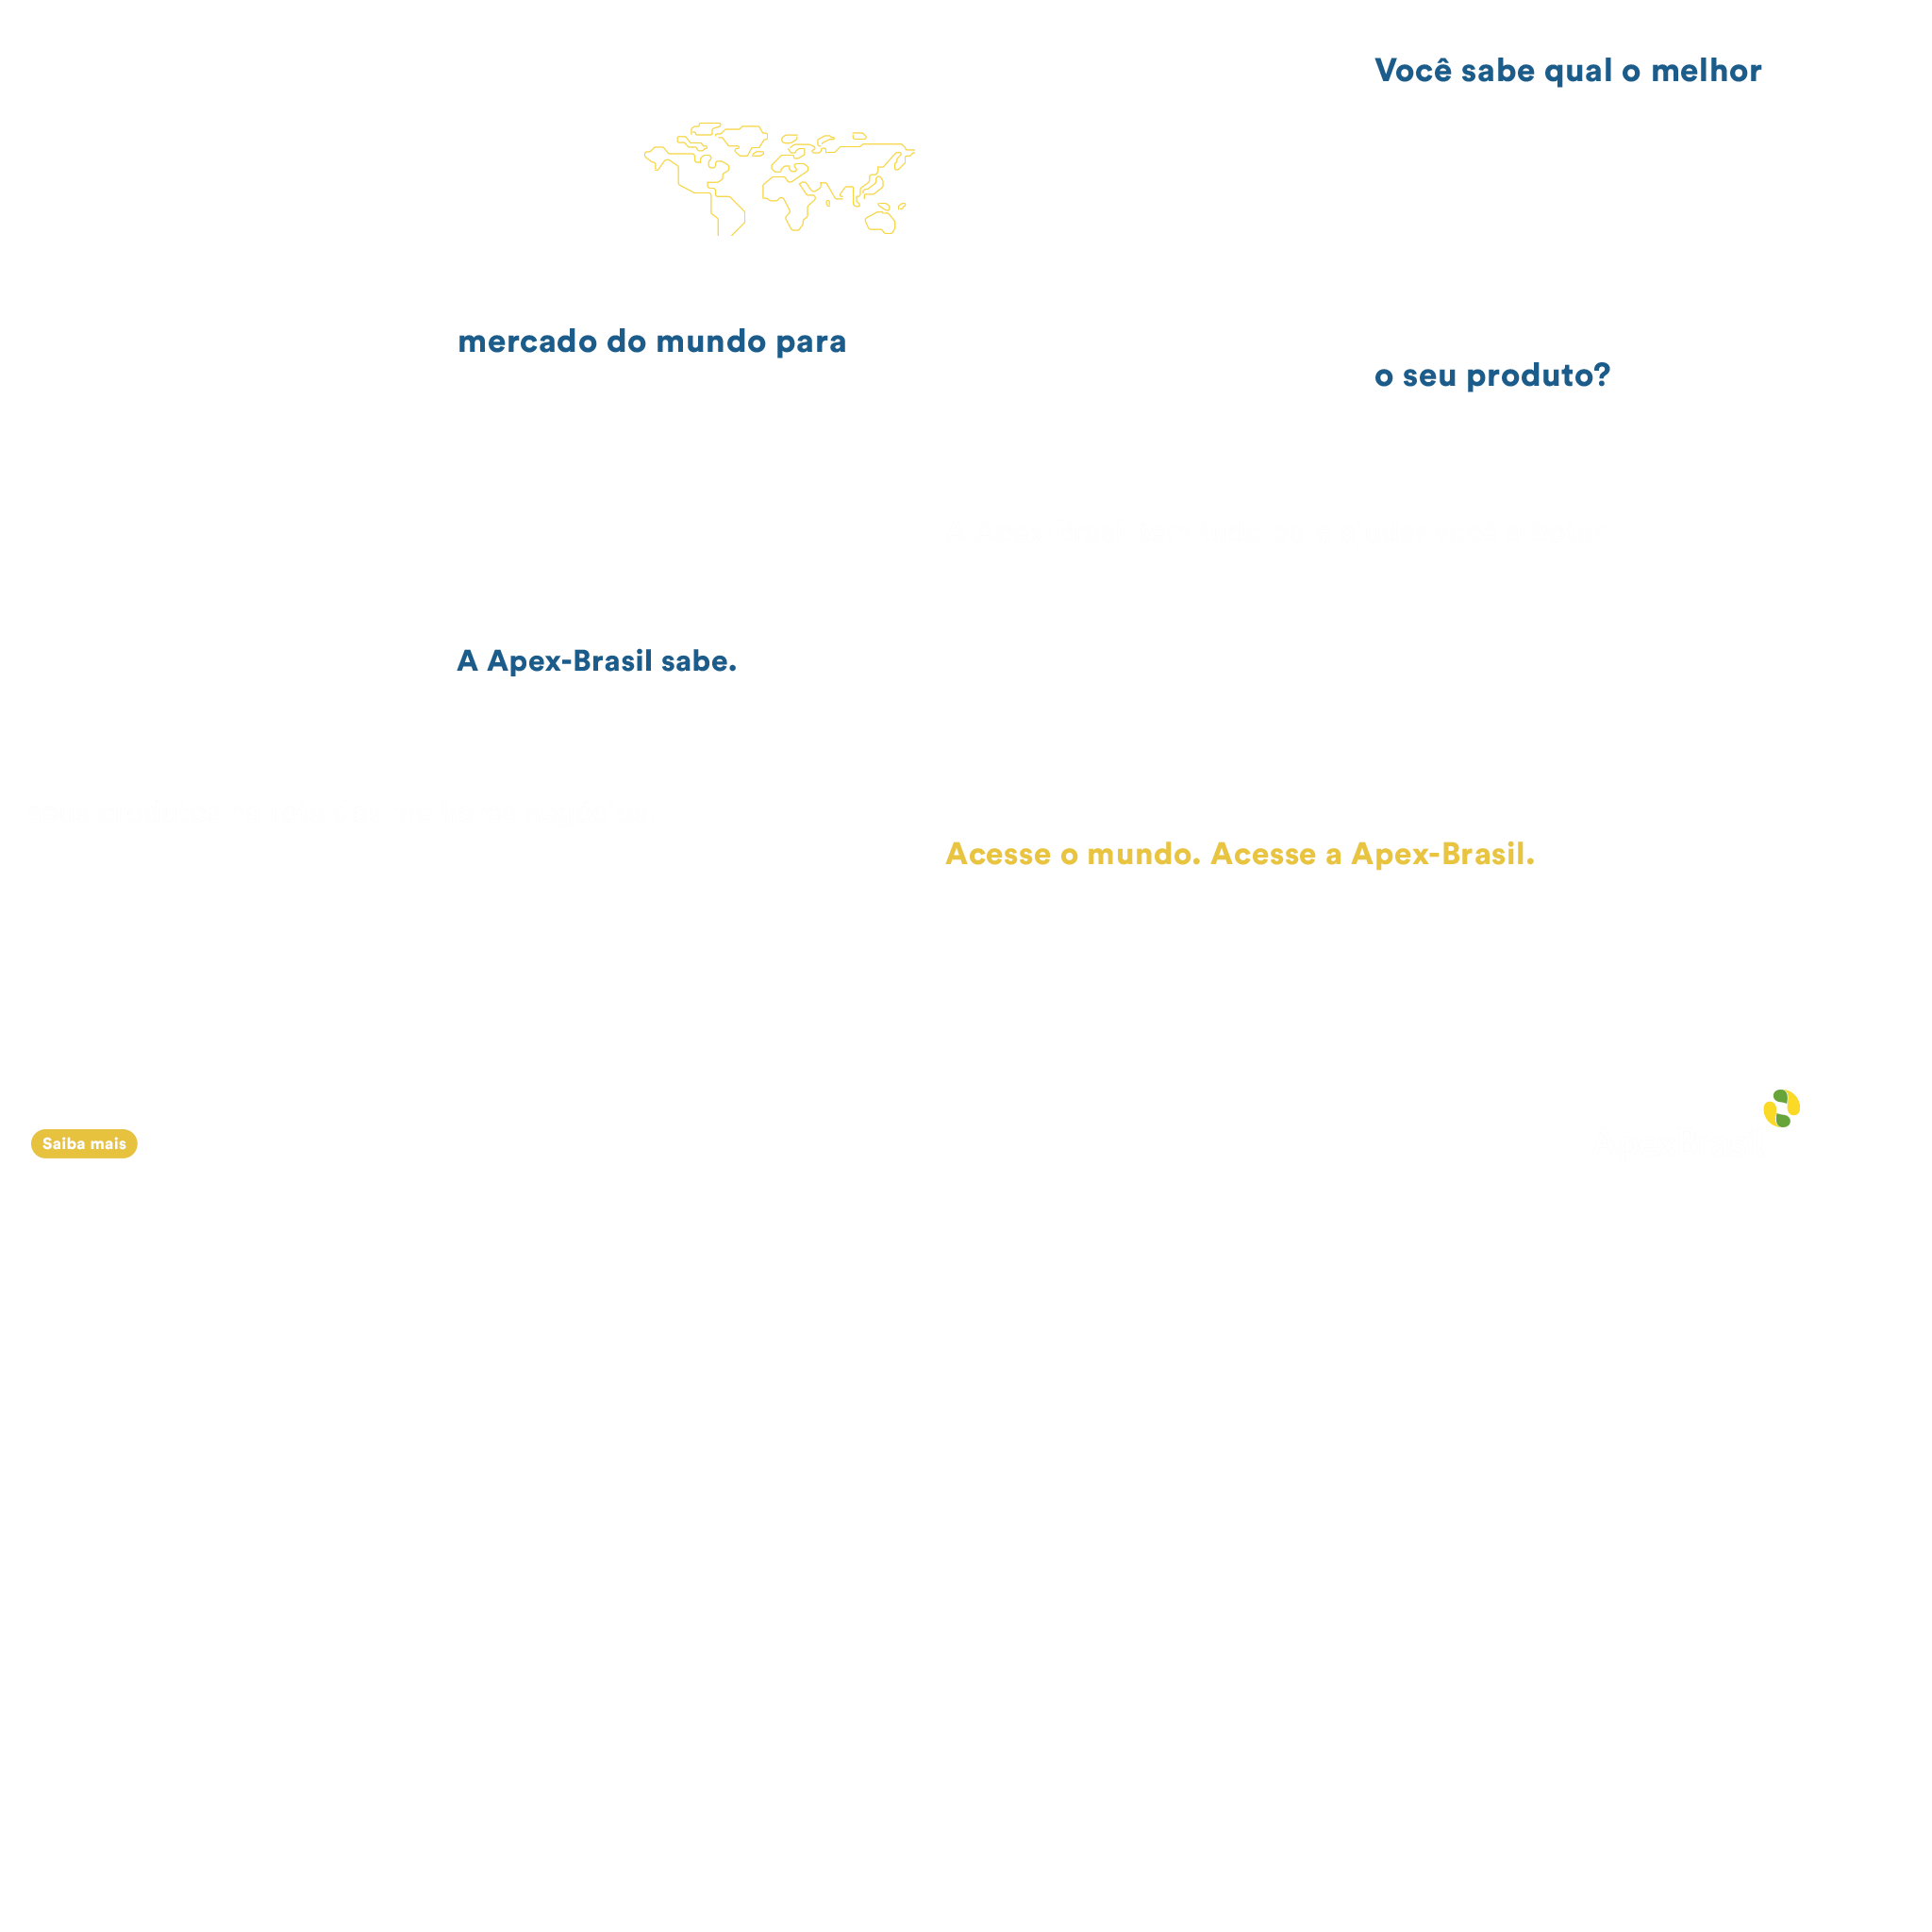 Você sabe qual o melhor
mercado do mundo para
o seu produto?
A Apex-Brasil sabe.
Acesse o mundo. Acesse a Apex-Brasil.
Saiba mais